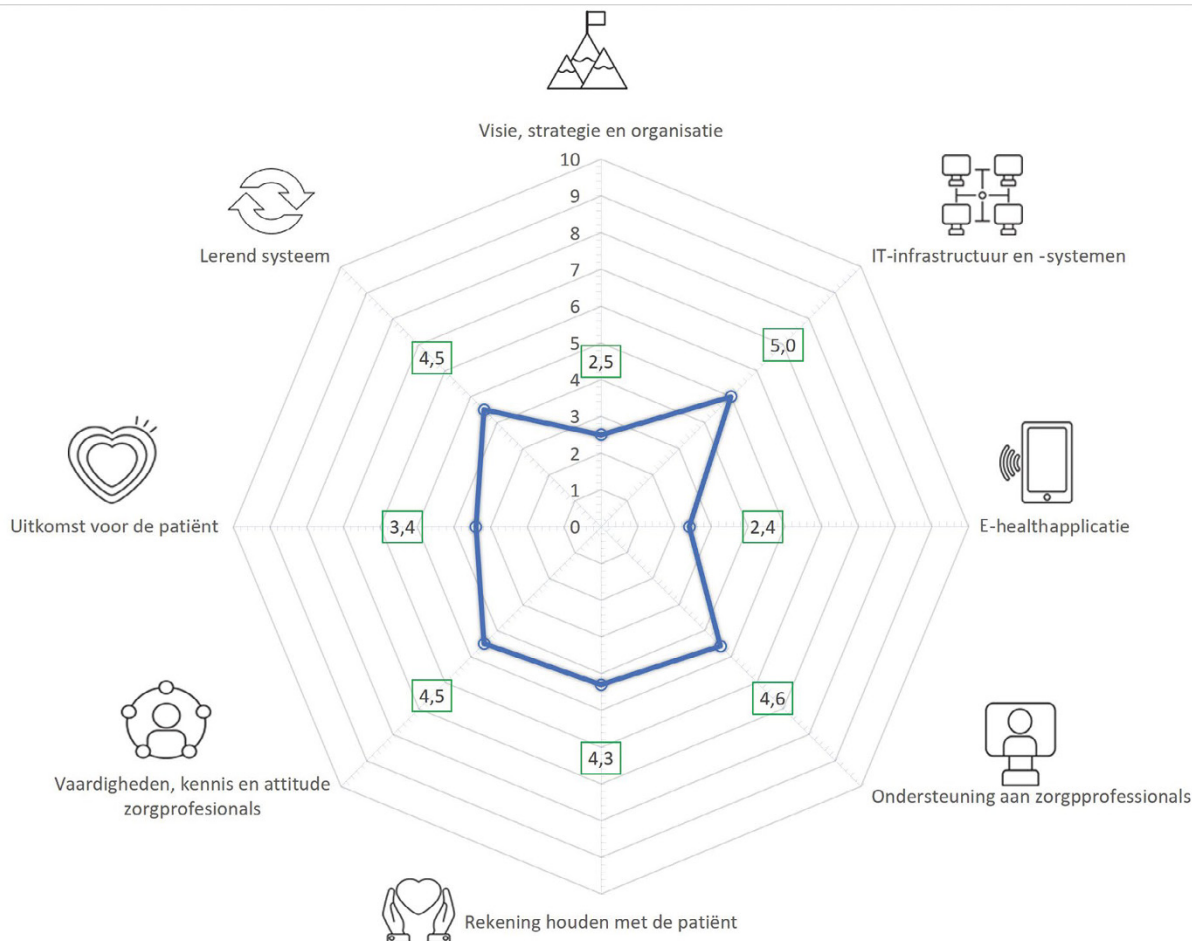 Visie, strategie en organisatie
10
9
8
7
6
5
4
3
2
1
0
IT-infrastructuur en -systemen
E-healthapplicatie
Ondersteuning aan zorgpprofessionals
Rekening houden met de patiënt
Vaardigheden, kennis en attitude
zorgprofesionals
Uitkomst voor de patiënt
Lerend systeem
2,5
5,0
2,4
4,6
4,3
4,5
3,4
4,5